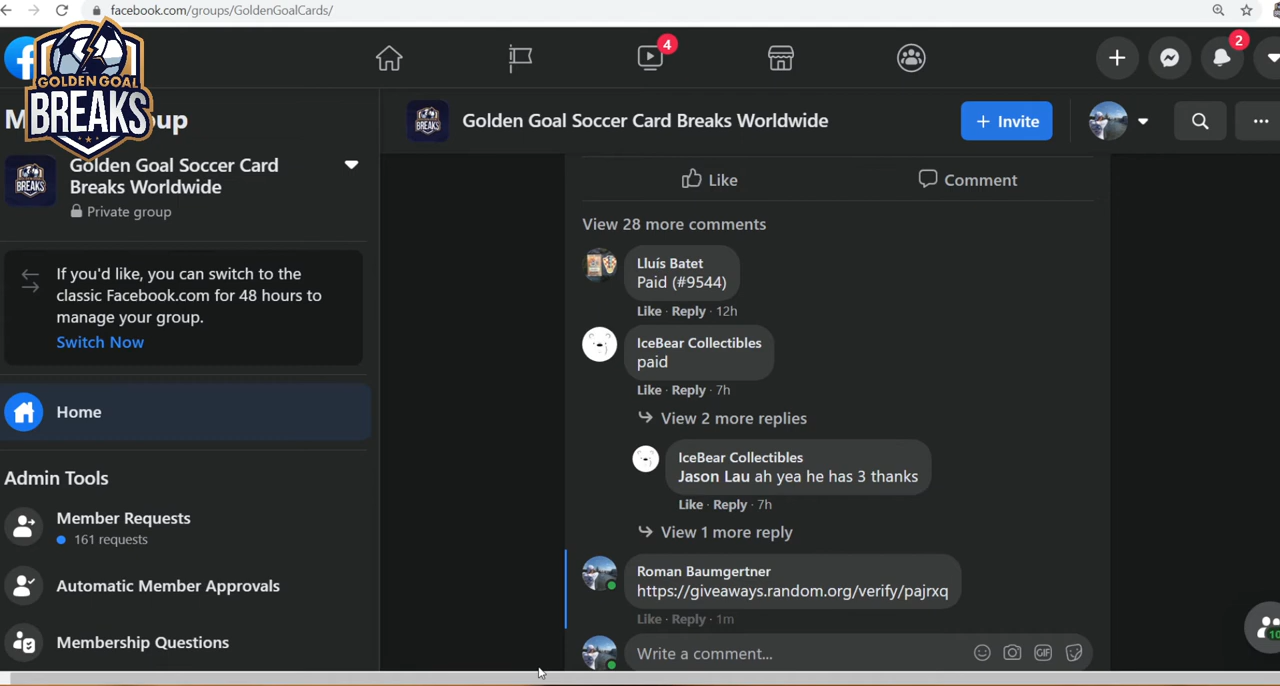 facebook.com/groups/GoldenGoalCards/
4
2
GOLDEN GOAL
BREAKS
Golden Goal Soccer Card Breaks Worldwide
+ Invite
Golden Goal Soccer Card
Breaks Worldwide
Private group
If you'd like, you can switch to the
classic Facebook.com for 48 hours to
manage your group.
Switch Now
Home
Admin Tools
Member Requests
161 requests
Automatic Member Approvals
Membership Questions
BREAKS
BREAKS
Like
Comment
View 28 more comments
Lluís Batet
Paid (#9544)
Like · Reply · 12h
IceBear Collectibles
paid
Like · Reply · 7h
View 2 more replies
IceBear Collectibles
Jason Lau ah yea he has 3 thanks
Like · Reply · 7h
View 1 more reply
Roman Baumgertner
https://giveaways.random.org/verify/pajrxq
Like · Reply · 1m
Write a comment...
GIF